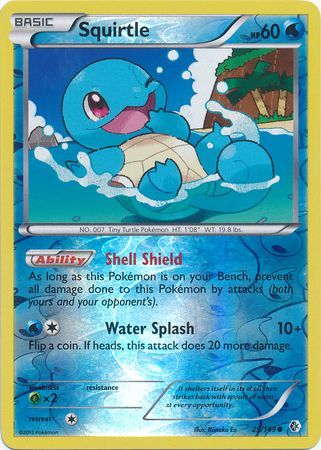 BASIC
Squirtle
HP60
NO. 007 Tiny Turtle Pokémon HT: 1'08" WT: 19.8 lbs.
Ability Shell Shield
As long as this Pokémon is on your Bench, prevent
all damage done to this Pokémon by attacks (both
yours and your opponent's).
Water Splash 10+
Flip a coin. If heads, this attack does 20 more damage.
weakness resistance
×2
retreat
It shelters itself in its shell then
strikes back with spouts of water
at every opportunity.
©2012 Pokémon
Illus. Kanako Eo
29/149